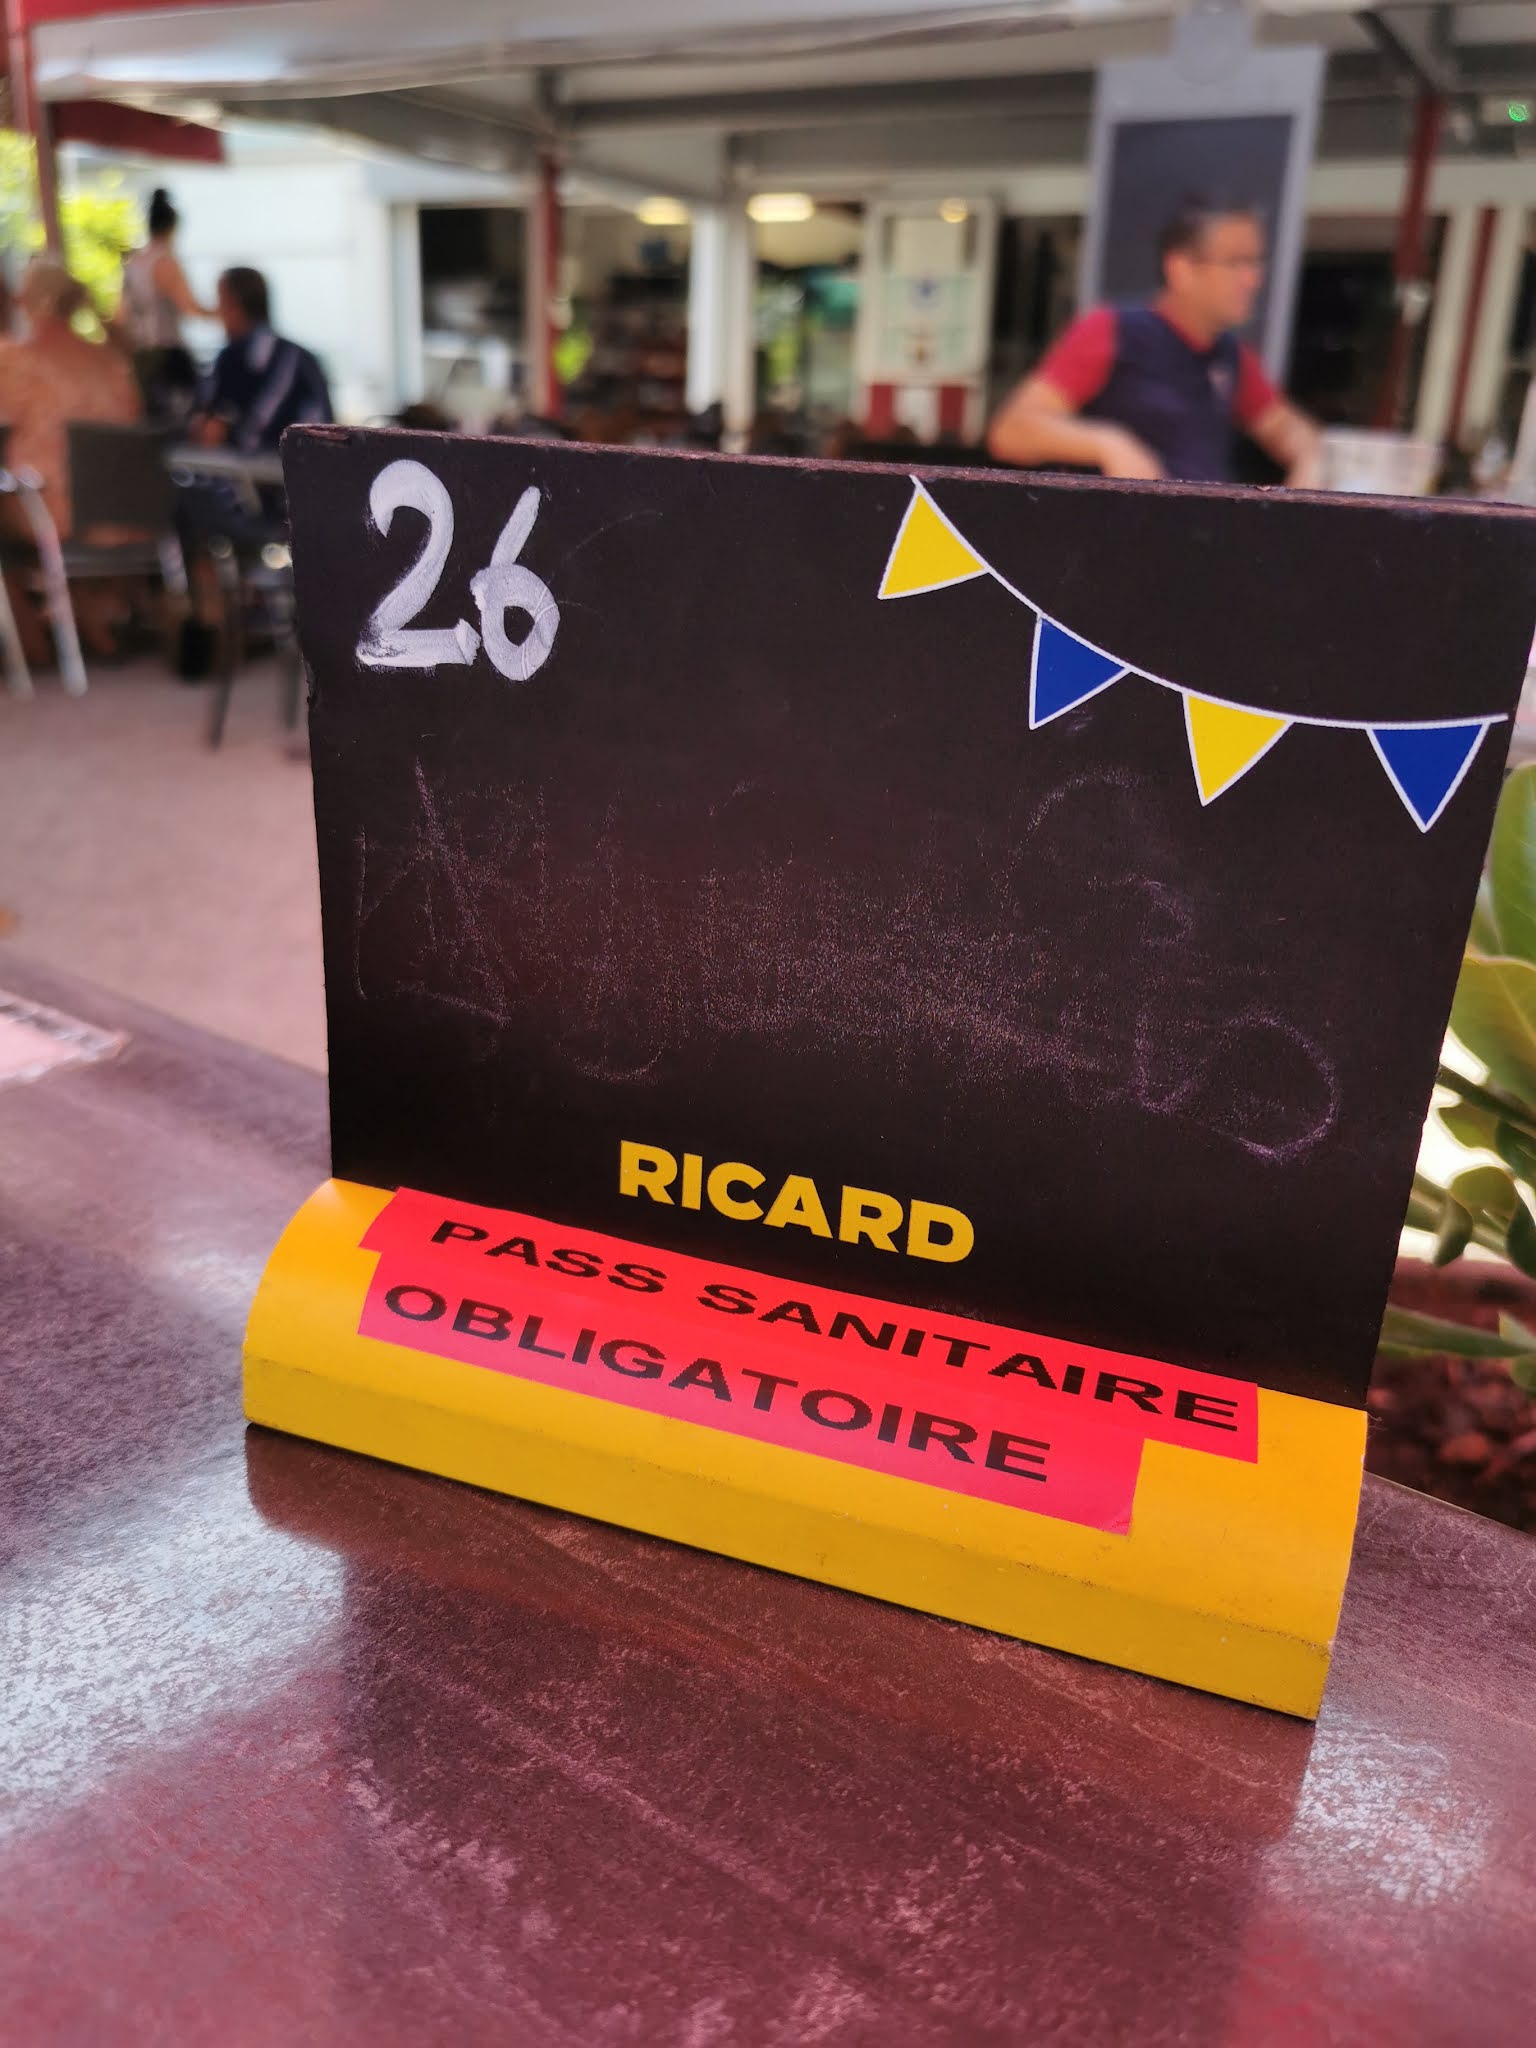 26
RICARD
PASS SANITAIRE
OBLIGATOIRE